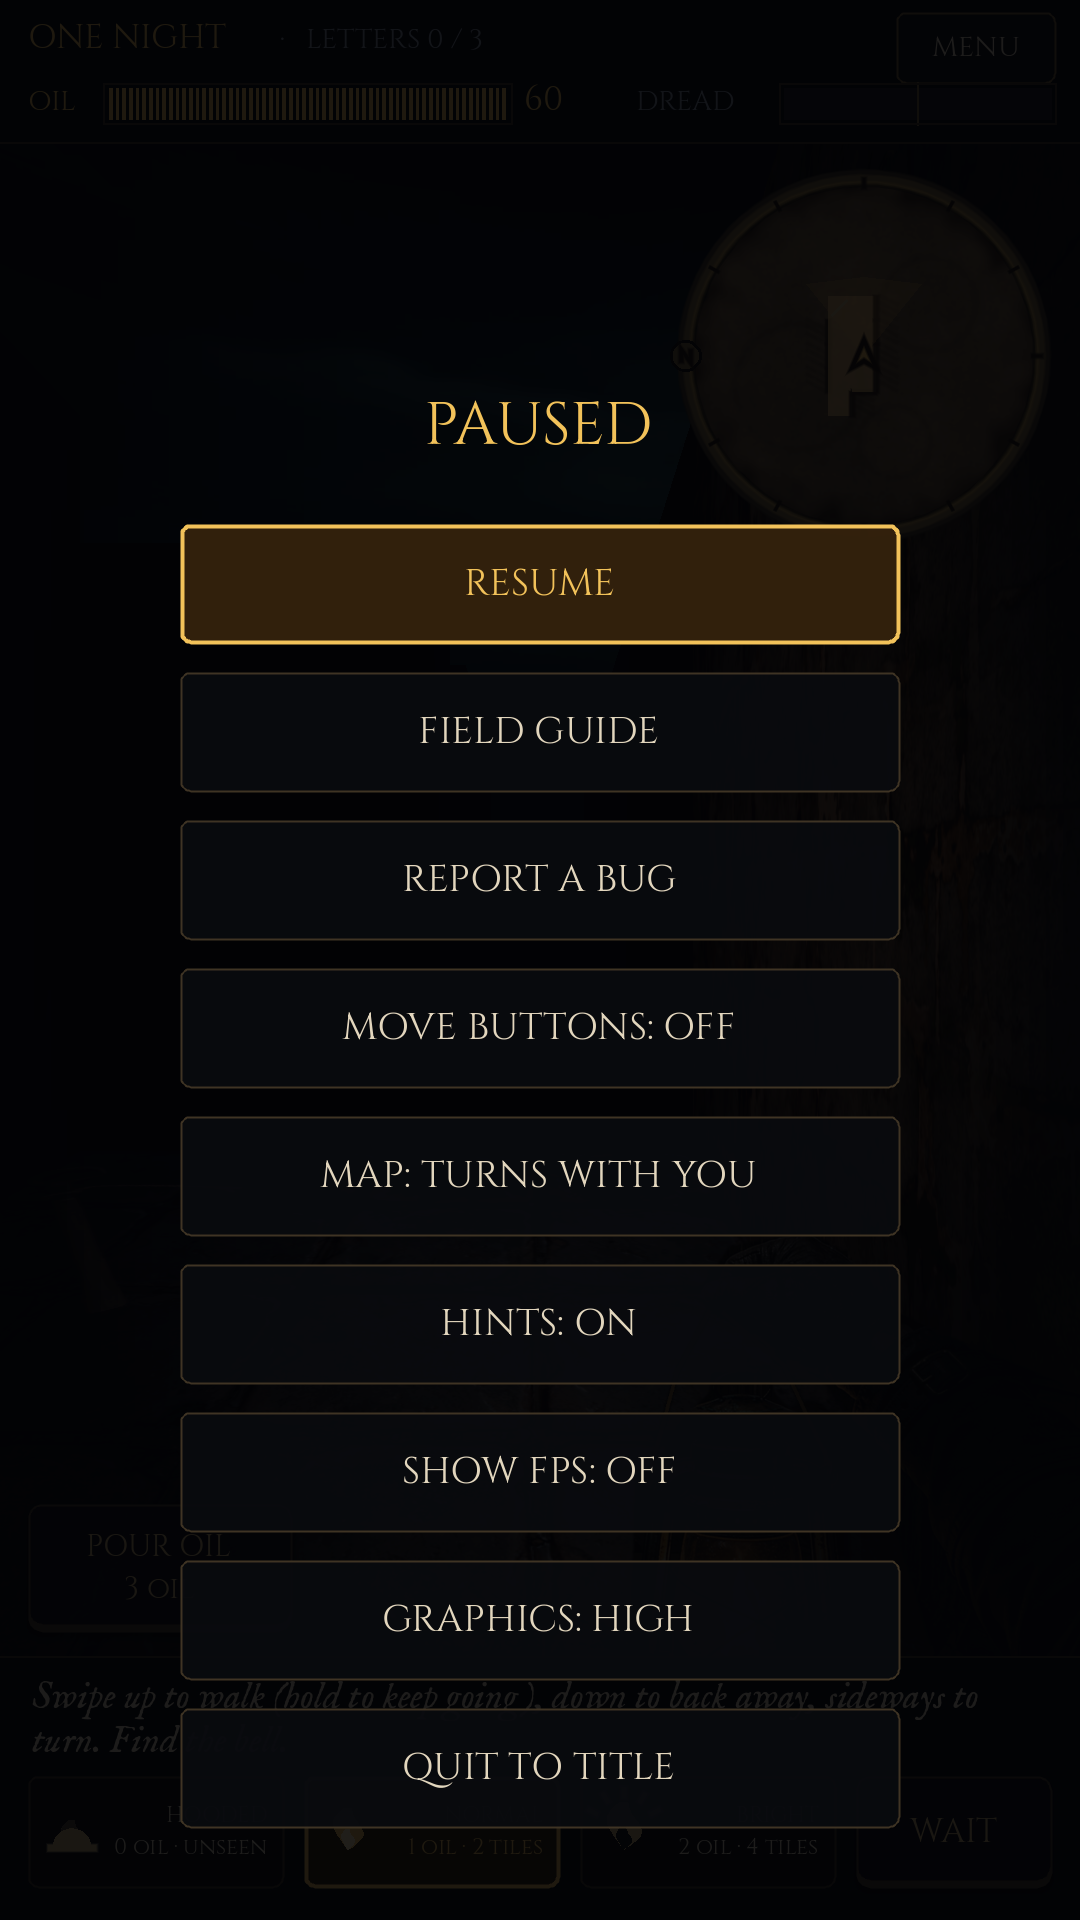 ONE NIGHT · LETTERS 0 / 3
MENU
OIL 60 DREAD
N
PAUSED
RESUME
FIELD GUIDE
REPORT A BUG
MOVE BUTTONS: OFF
MAP: TURNS WITH YOU
HINTS: ON
SHOW FPS: OFF
POUR OIL
3 OI
GRAPHICS: HIGH
Swipe up to walk (hold to keep going ), down to back away, sideways to
turn. Find
QUIT TO TITLE
H
0 OIL · UNSEEN
1 OIL · 2 TILES
2 OIL · 4 TILES
WAIT